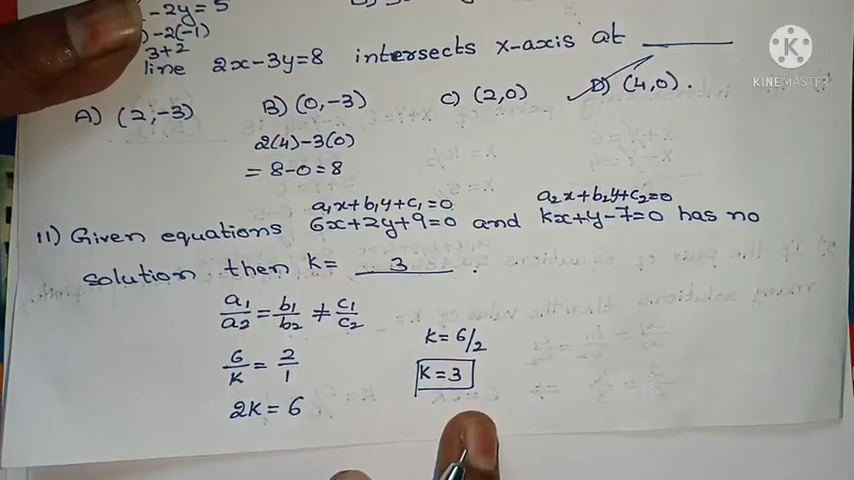 -2y=5
-2(-1)
3+2
line 2x-3y=8 intersects x-axis at ______
A) (2,-3) B) (0,-3) C) (2,0) D) (4,0).
2(4)-3(0)
= 8-0=8
a₁x+b₁y+c₁=0 a₂x+b₂y+c₂=0
11) Given equations 6x+2y+9=0 and kx+y-7=0 has no
solution then k= 3 .
a₁/a₂ = b₁/b₂ ≠ c₁/c₂
6/k = 2/1
2k = 6
k = 6/2
k = 3
K
KINEMASTER